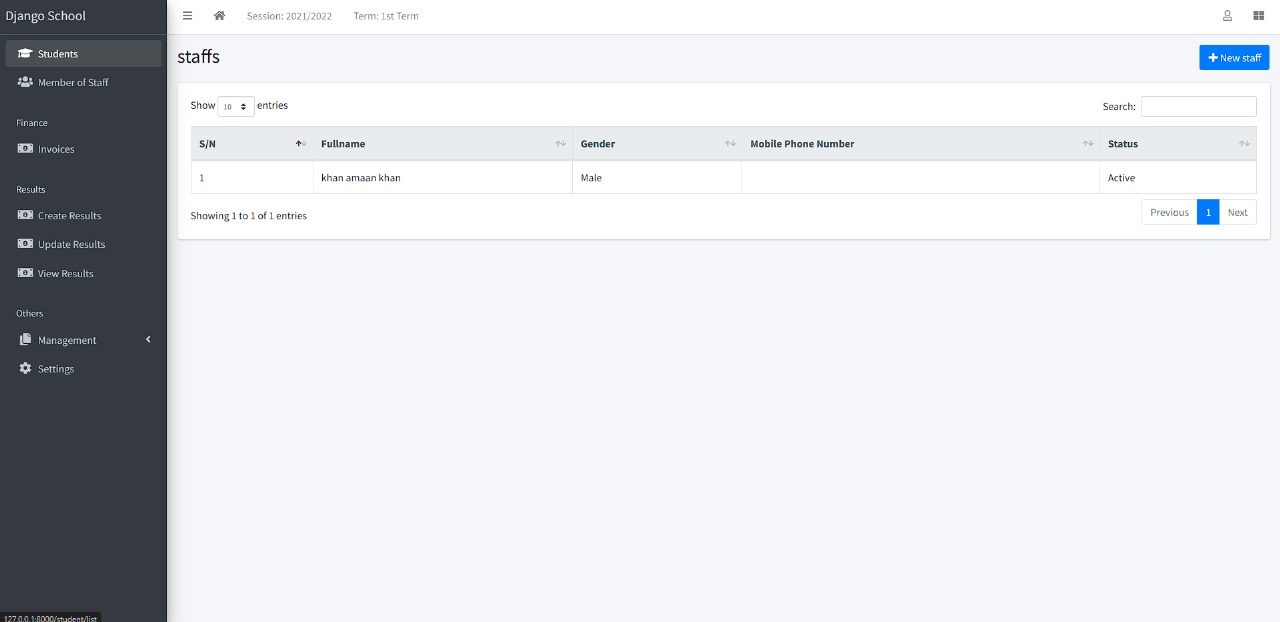 Django School
Session: 2021/2022 Term: 1st Term
Students
Member of Staff
Finance
Invoices
Results
Create Results
Update Results
View Results
Others
Management
Settings
staffs
New staff
Show 10 entries
Search:
S/N Fullname Gender Mobile Phone Number Status
1 khan amaan khan Male Active
Showing 1 to 1 of 1 entries
Previous 1 Next
127.0.0.1:8000/student/list